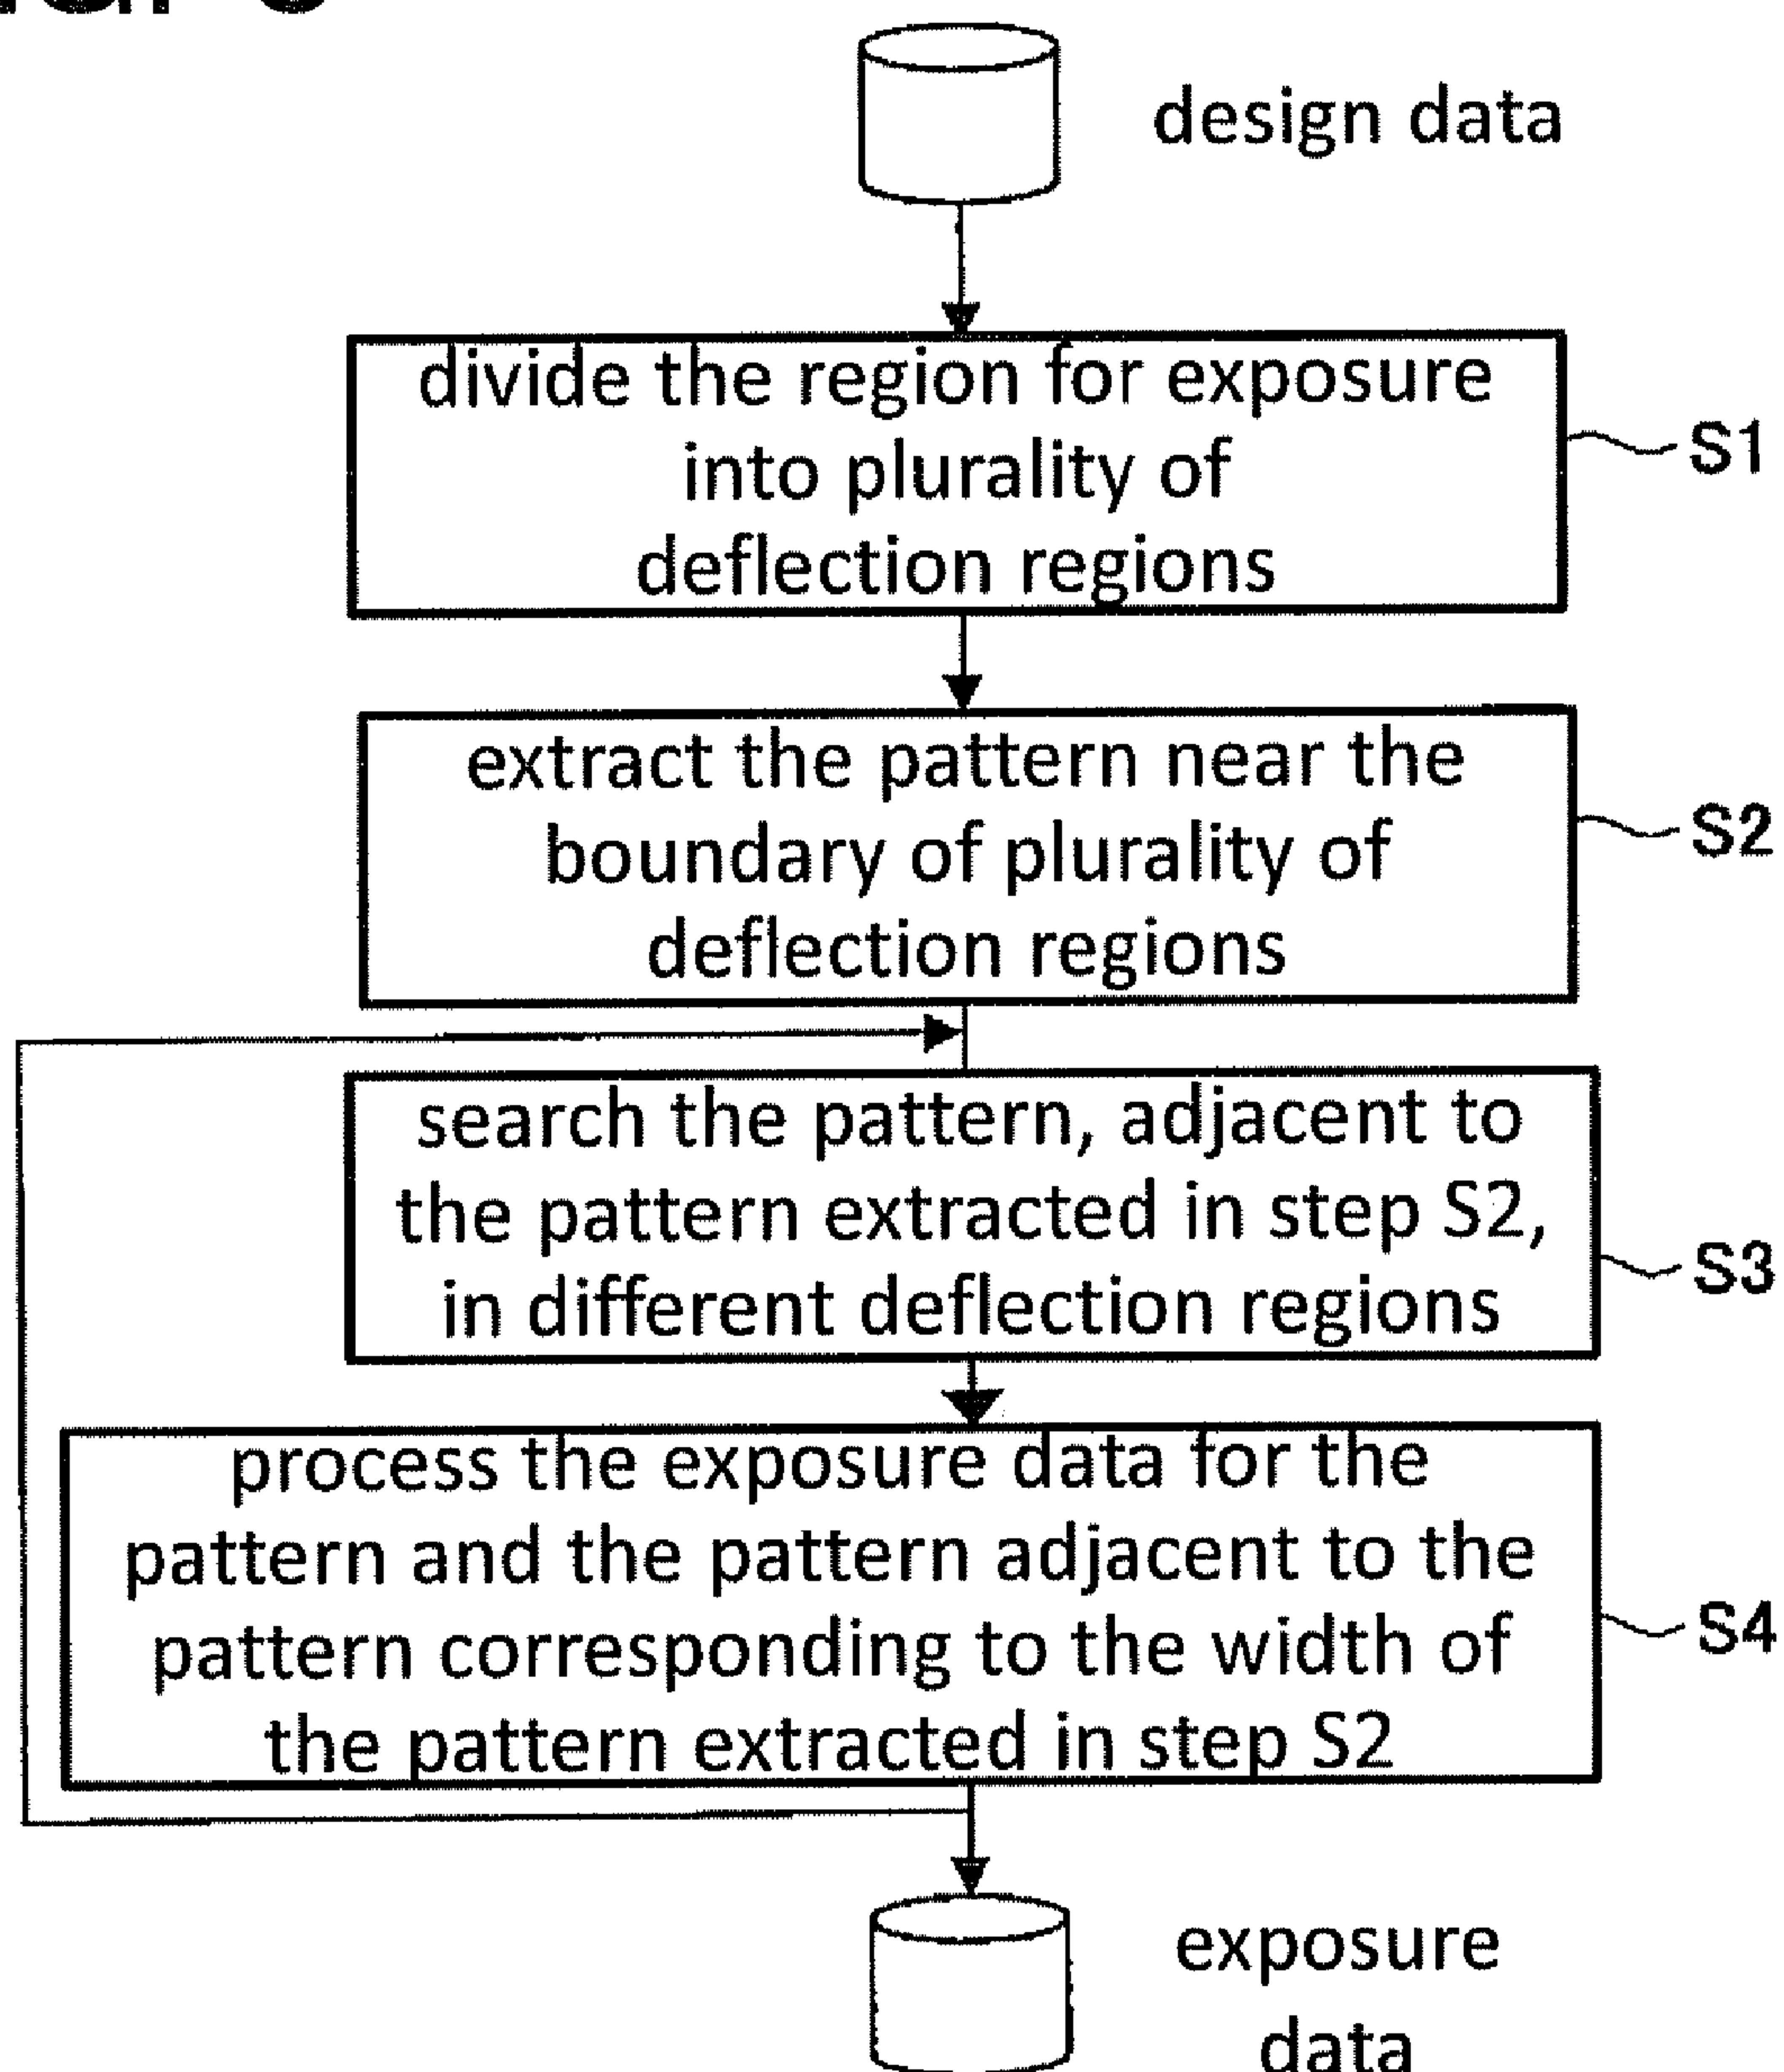 design data
divide the region for exposure
into plurality of
deflection regions
S1
extract the pattern near the
boundary of plurality of
deflection regions
S2
search the pattern, adjacent to
the pattern extracted in step S2,
in different deflection regions
S3
process the exposure data for the
pattern and the pattern adjacent to the
pattern corresponding to the width of
the pattern extracted in step S2
S4
exposure
data